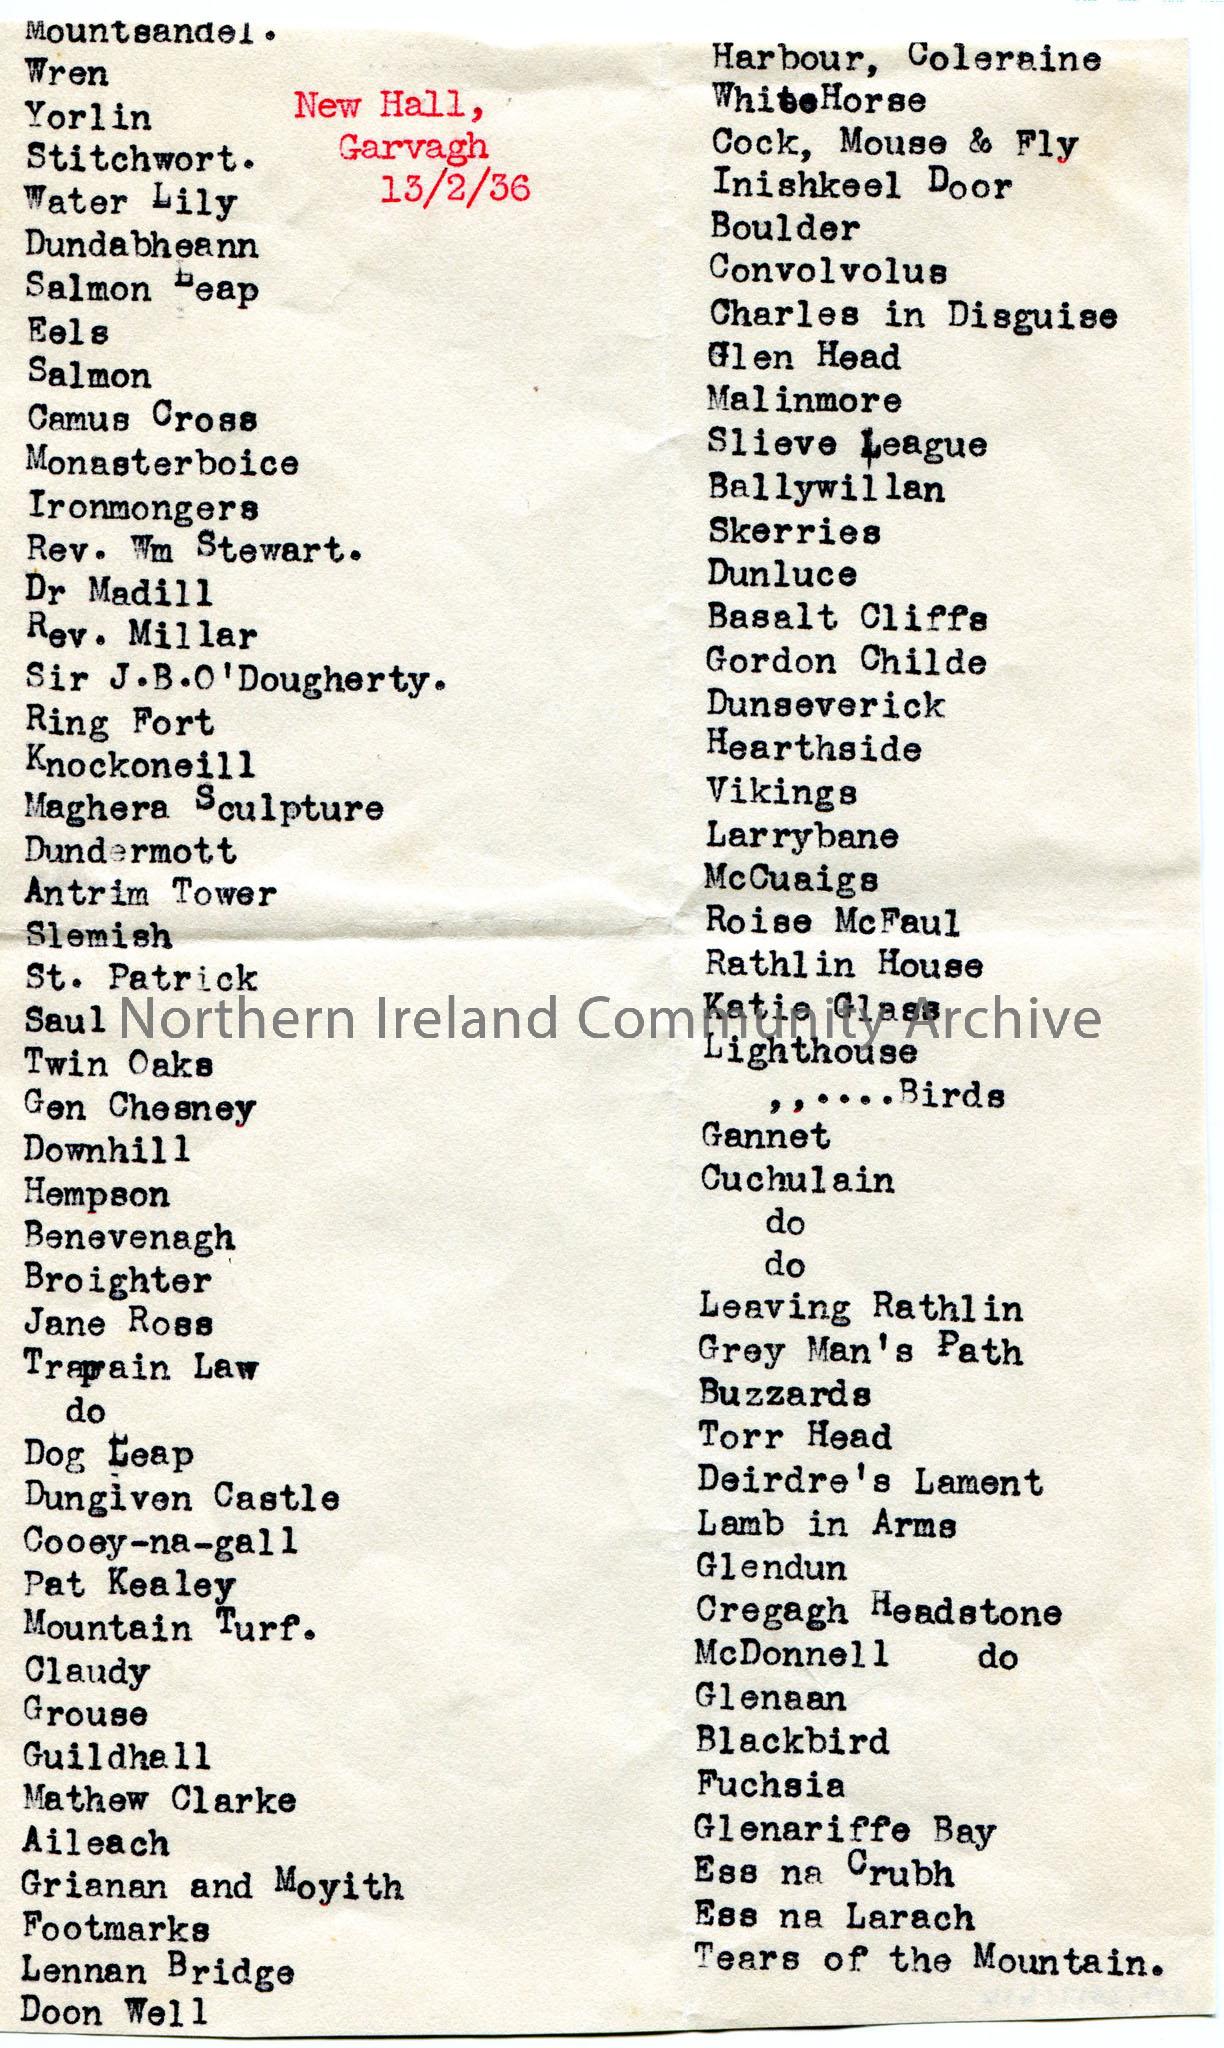 Mountsandel.
Wren
Yorlin
Stitchwort.
Water Lily
Dundabheann
Salmon Leap
Eels
Salmon
Camus Cross
Monasterboice
Ironmongers
Rev. Wm Stewart.
Dr Madill
Rev. Millar
Sir J.B.O'Dougherty.
Ring Fort
Knockoneill
Maghera Sculpture
Dundermott
Antrim Tower
Slemish
St. Patrick
Saul
Twin Oaks
Gen Chesney
Downhill
Hempson
Benevenagh
Broighter
Jane Ross
Traprain Law
do
Dog Leap
Dungiven Castle
Cooey-na-gall
Pat Kealey
Mountain Turf.
Claudy
Grouse
Guildhall
Mathew Clarke
Aileach
Grianan and Moyith
Footmarks
Lennan Bridge
Doon Well
New Hall,
Garvagh
13/2/36
Harbour, Coleraine
WhiteHorse
Cock, Mouse & Fly
Inishkeel Door
Boulder
Convolvolus
Charles in Disguise
Glen Head
Malinmore
Slieve League
Ballywillan
Skerries
Dunluce
Basalt Cliffs
Gordon Childe
Dunseverick
Hearthside
Vikings
Larrybane
McCuaigs
Roise McFaul
Rathlin House
Katie Glass
Lighthouse
,,....Birds
Gannet
Cuchulain
do
do
Leaving Rathlin
Grey Man's Path
Buzzards
Torr Head
Deirdre's Lament
Lamb in Arms
Glendun
Cregagh Headstone
McDonnell do
Glenaan
Blackbird
Fuchsia
Glenariffe Bay
Ess na Crubh
Ess na Larach
Tears of the Mountain.
Northern Ireland Community Archive